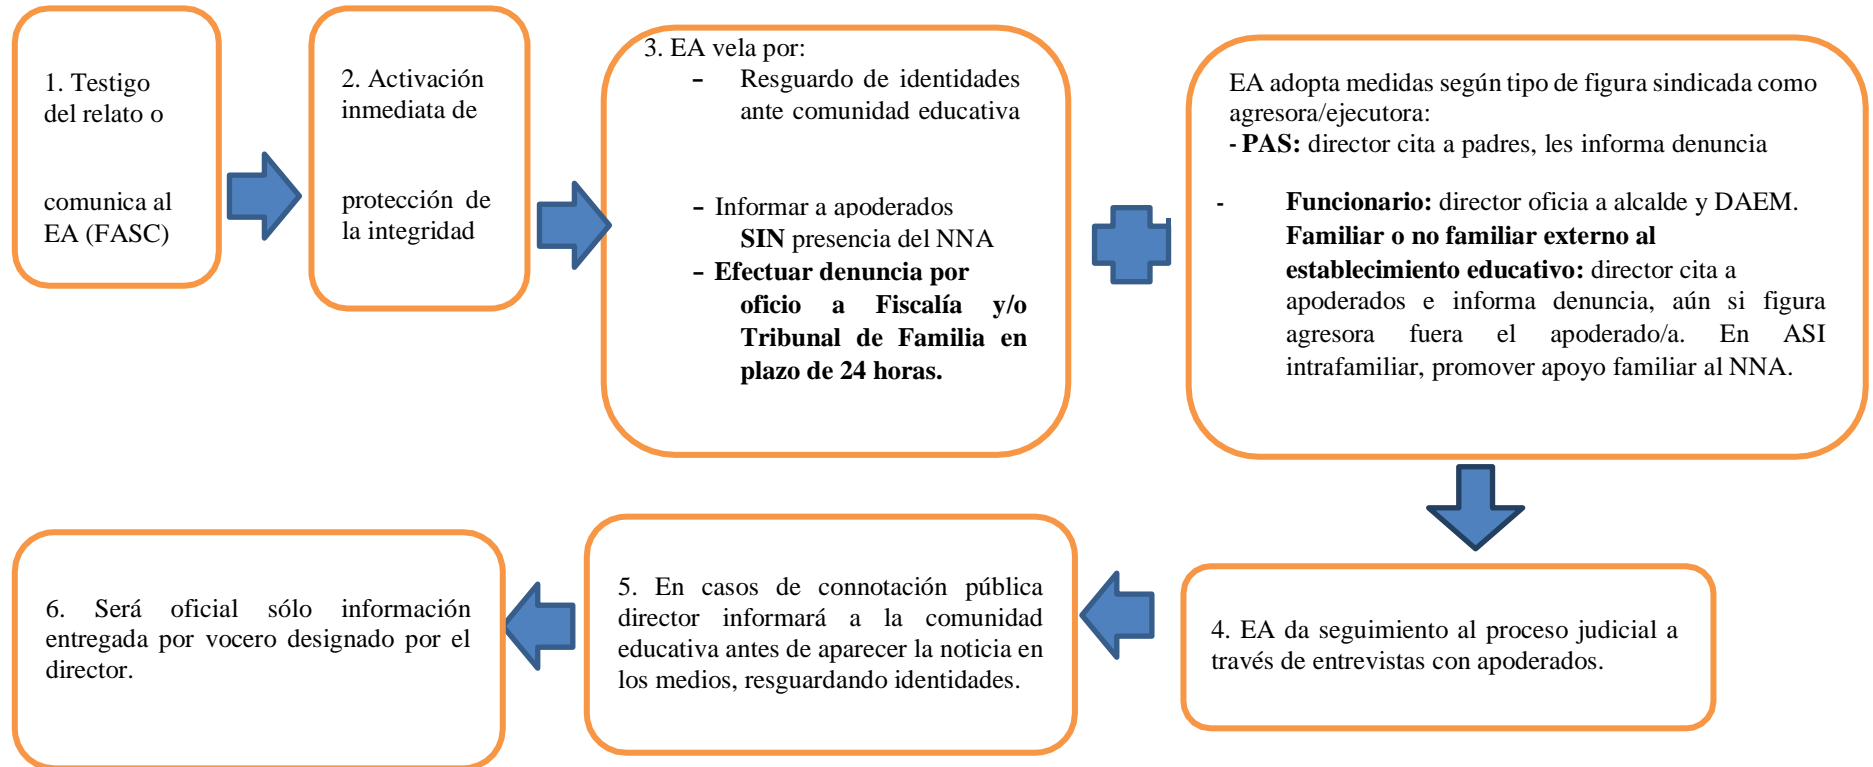 1. Testigo
del relato o
comunica al
EA (FASC)
2. Activación
inmediata de
protección de
la integridad
3. EA vela por:
– Resguardo de identidades
ante comunidad educativa
– Informar a apoderados
SIN presencia del NNA
– Efectuar denuncia por
oficio a Fiscalía y/o
Tribunal de Familia en
plazo de 24 horas.
EA adopta medidas según tipo de figura sindicada como
agresora/ejecutora:
- PAS: director cita a padres, les informa denuncia
- Funcionario: director oficia a alcalde y DAEM.
Familiar o no familiar externo al
establecimiento educativo: director cita a
apoderados e informa denuncia, aún si figura
agresora fuera el apoderado/a. En ASI
intrafamiliar, promover apoyo familiar al NNA.
4. EA da seguimiento al proceso judicial a
través de entrevistas con apoderados.
5. En casos de connotación pública
director informará a la comunidad
educativa antes de aparecer la noticia en
los medios, resguardando identidades.
6. Será oficial sólo información
entregada por vocero designado por el
director.